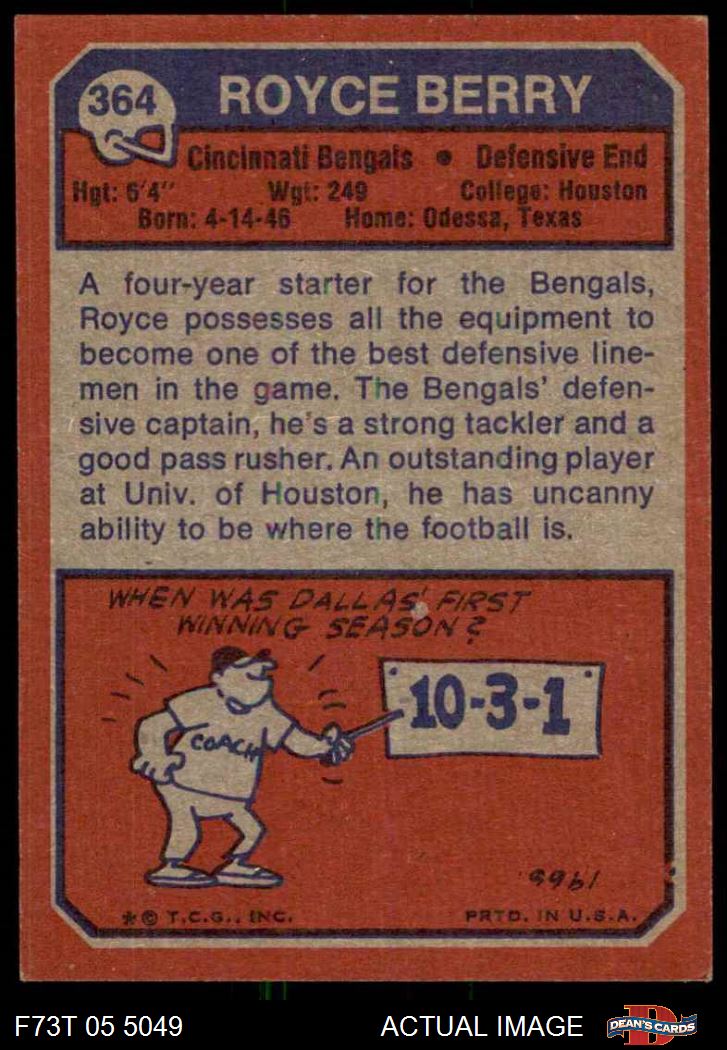 364
ROYCE BERRY
Cincinnati Bengals • Defensive End
Hgt: 6'4" Wgt: 249 College: Houston
Born: 4-14-46 Home: Odessa, Texas
A four-year starter for the Bengals,
Royce possesses all the equipment to
become one of the best defensive line-
men in the game. The Bengals' defen-
sive captain, he's a strong tackler and a
good pass rusher. An outstanding player
at Univ. of Houston, he has uncanny
ability to be where the football is.
WHEN WAS DALLAS' FIRST
WINNING SEASON?
10-3-1
COACH
1966
* © T.C.G., INC. PRTD. IN U.S.A.
F73T 05 5049 ACTUAL IMAGE
D
DEAN'S CARDS